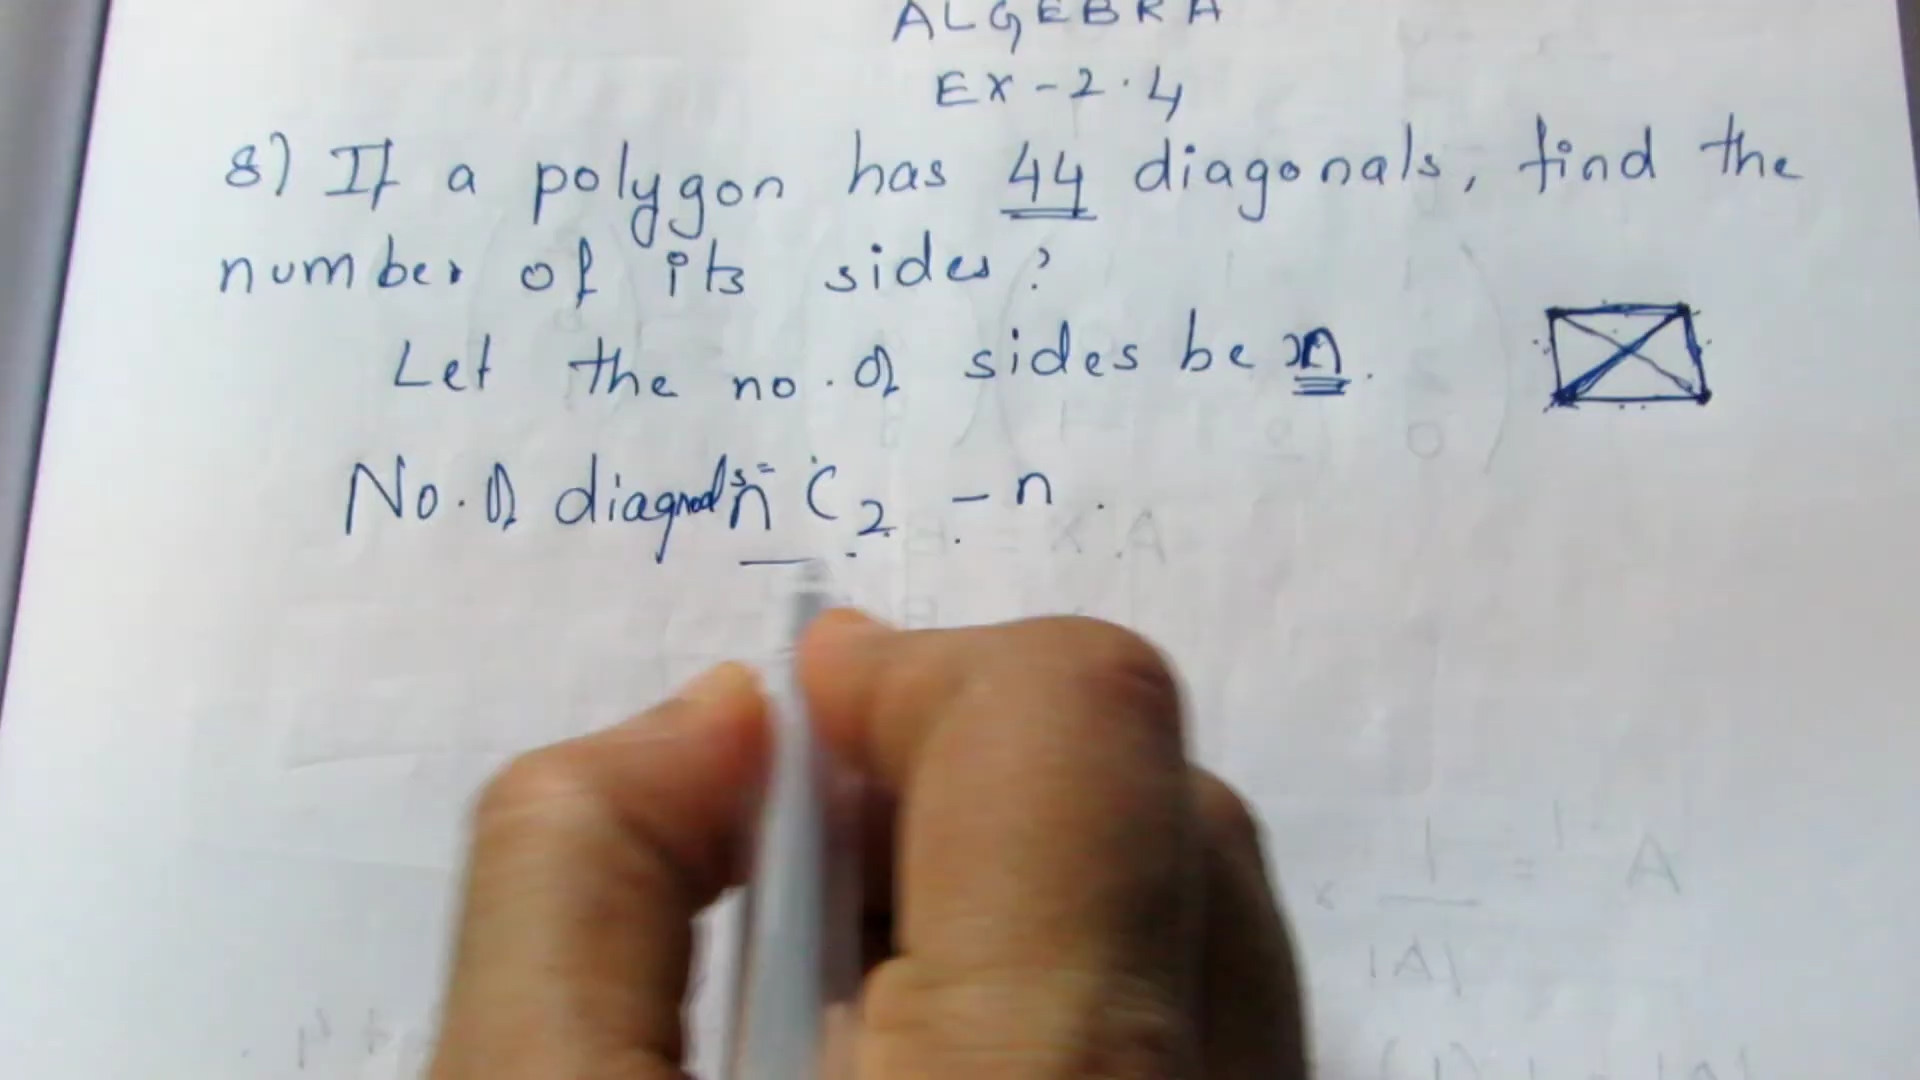 ALGEBRA
EX - 2.4
8) If a polygon has 44 diagonals, find the
number of its sides?
Let the no. of sides be n.
No. of diagnals = nC2 - n.